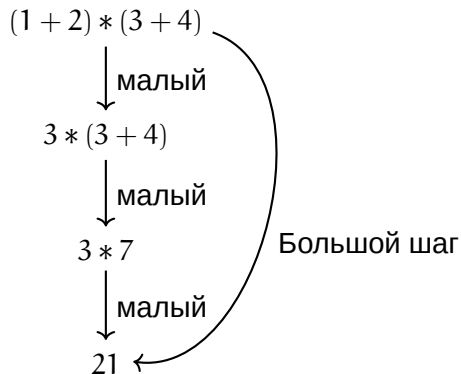 (1 + 2) ∗ (3 + 4)
малый
3 ∗ (3 + 4)
малый
3 ∗ 7
Большой шаг
малый
21